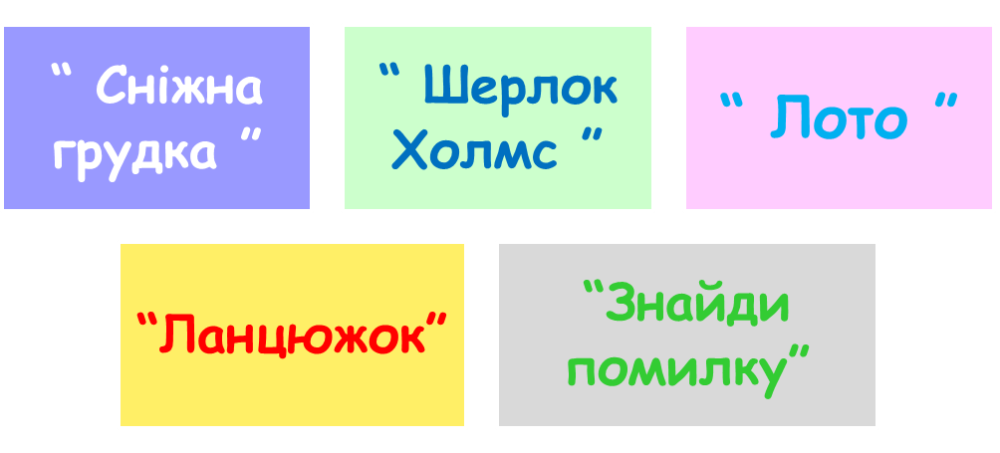 “ Сніжна
грудка ”
“ Шерлок
Холмс ”
“ Лото ”
“Ланцюжок”
“Знайди
помилку”